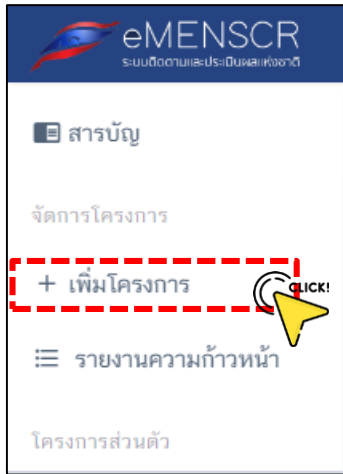 eMENSCR
ระบบติดตามและประเมินผลแห่งชาติ
สารบัญ
จัดการโครงการ
+ เพิ่มโครงการ
CLICK!
รายงานความก้าวหน้า
โครงการส่วนตัว